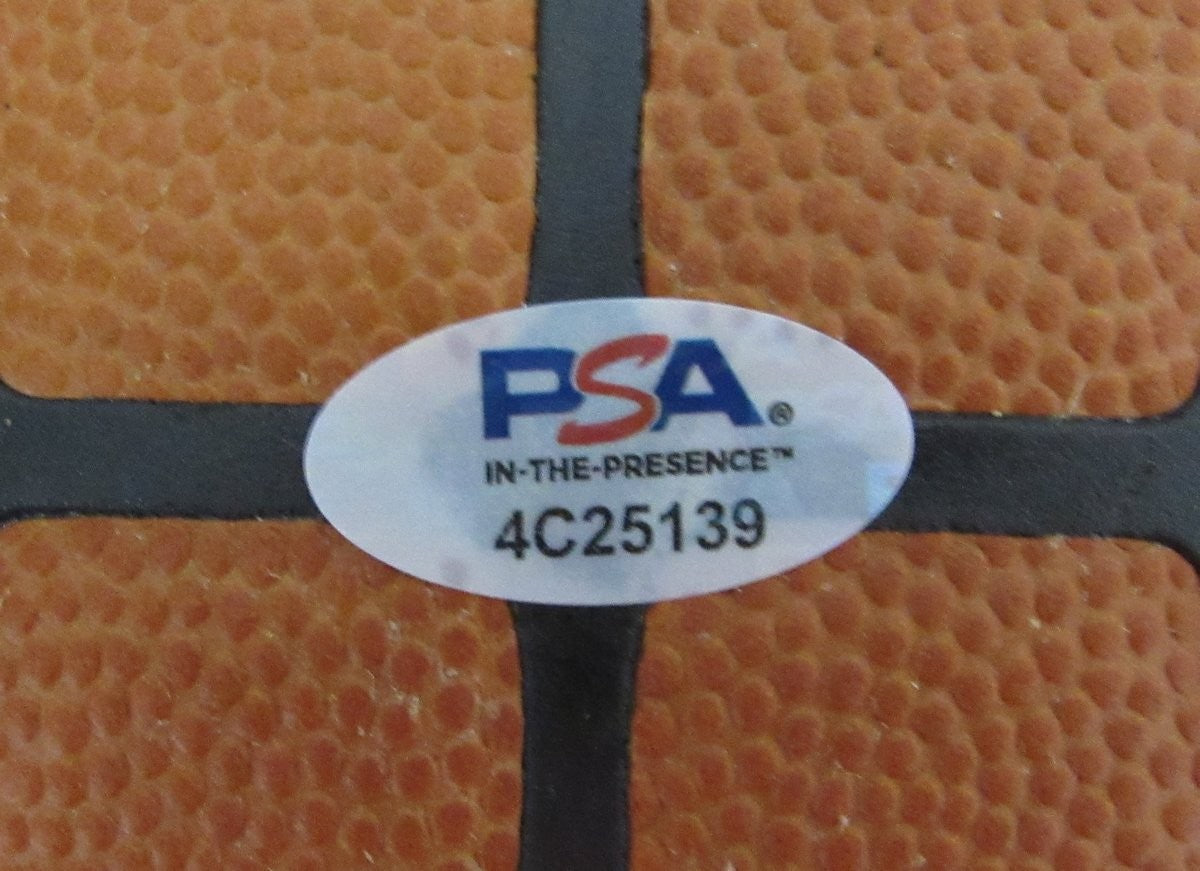 PSA®
IN-THE-PRESENCE™
4C25139